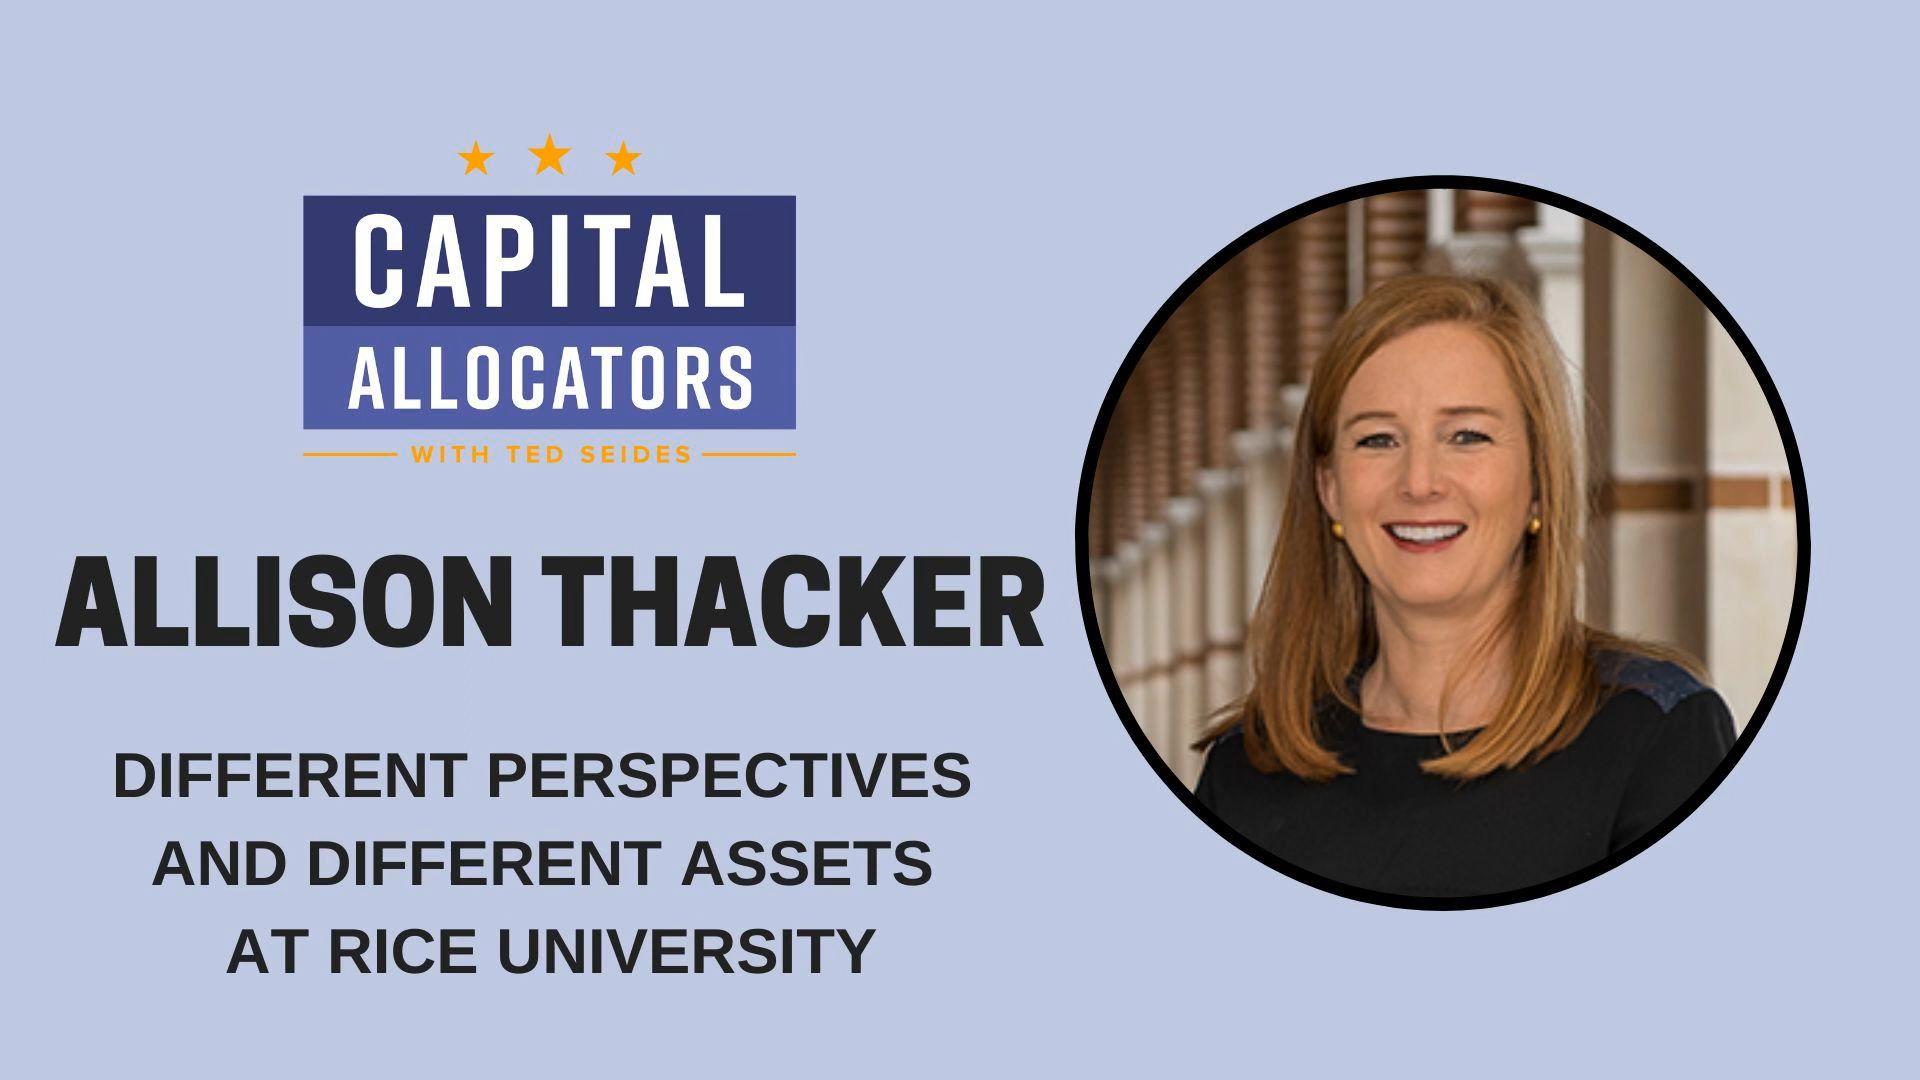 CAPITAL
ALLOCATORS
WITH TED SEIDES
ALLISON THACKER
DIFFERENT PERSPECTIVES
AND DIFFERENT ASSETS
AT RICE UNIVERSITY